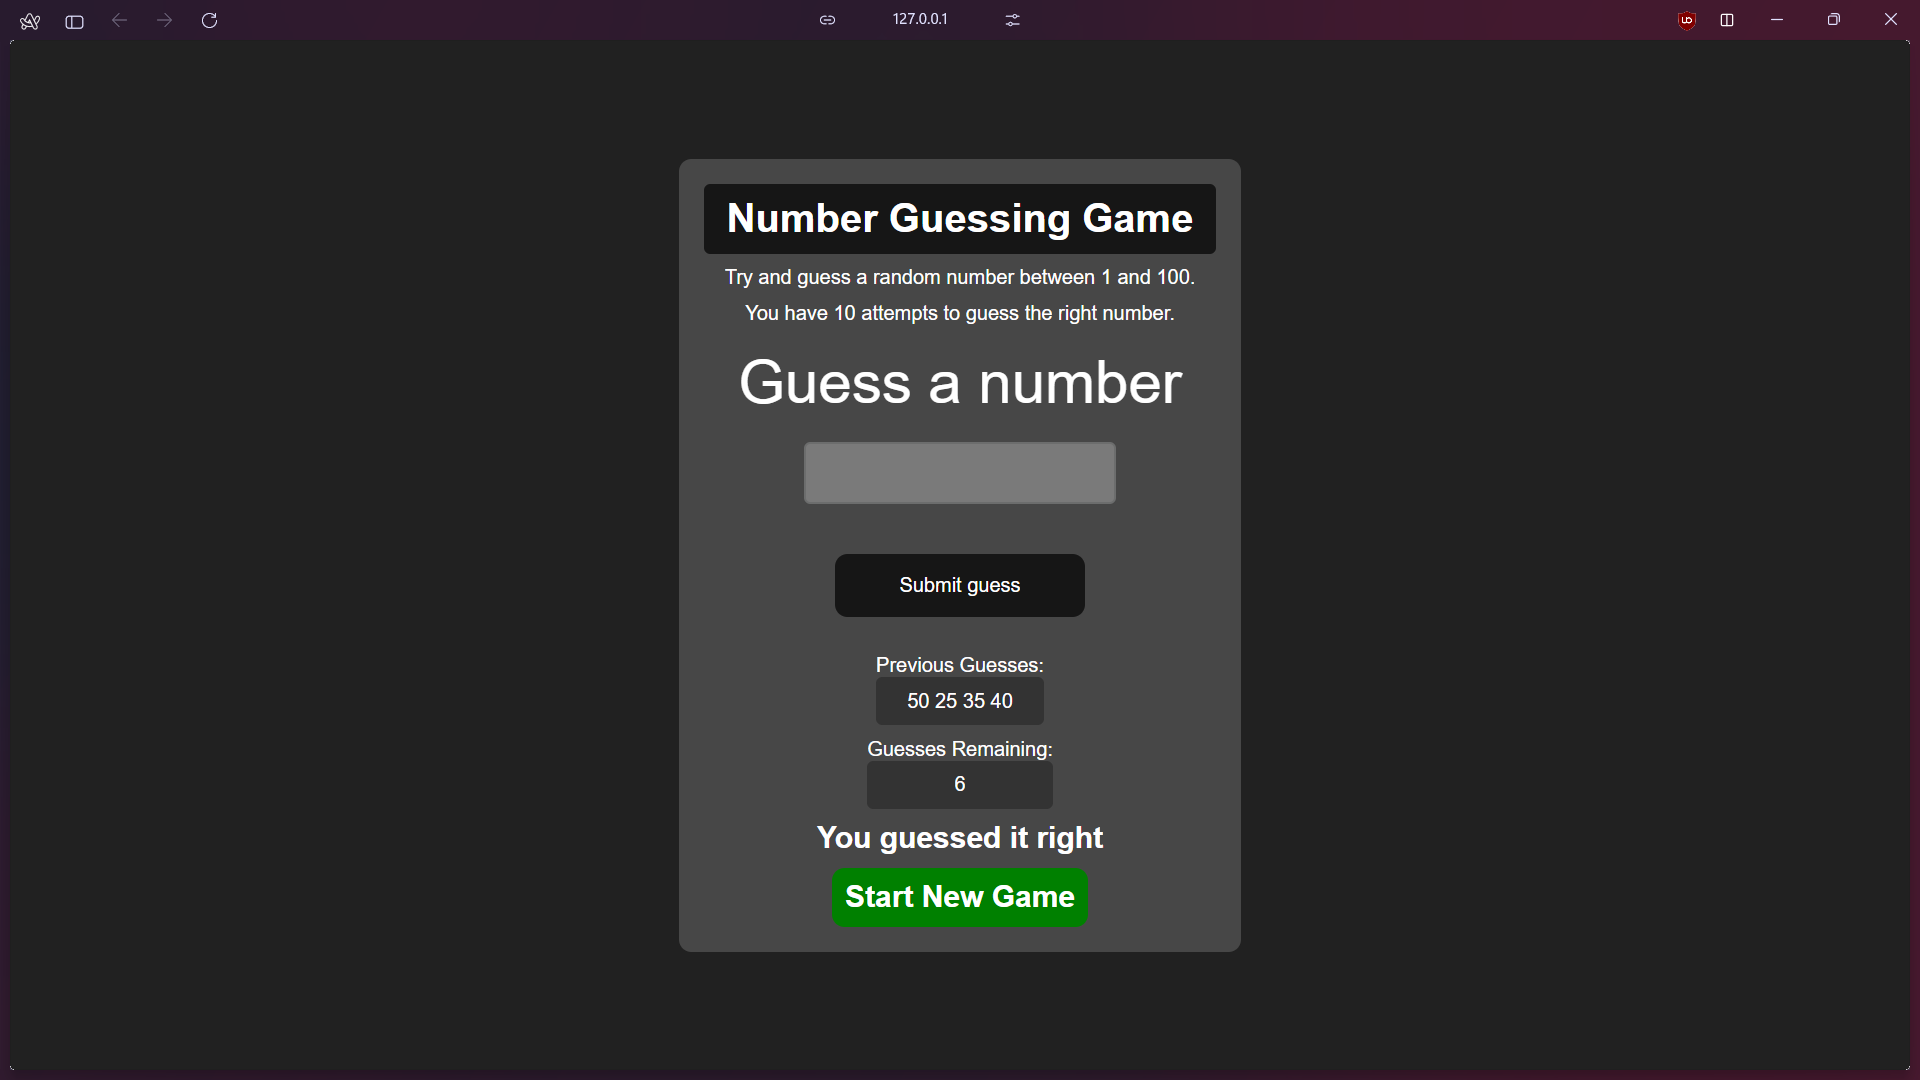 127.0.0.1
Number Guessing Game
Try and guess a random number between 1 and 100.
You have 10 attempts to guess the right number.
Guess a number
Submit guess
Previous Guesses:
50 25 35 40
Guesses Remaining:
6
You guessed it right
Start New Game